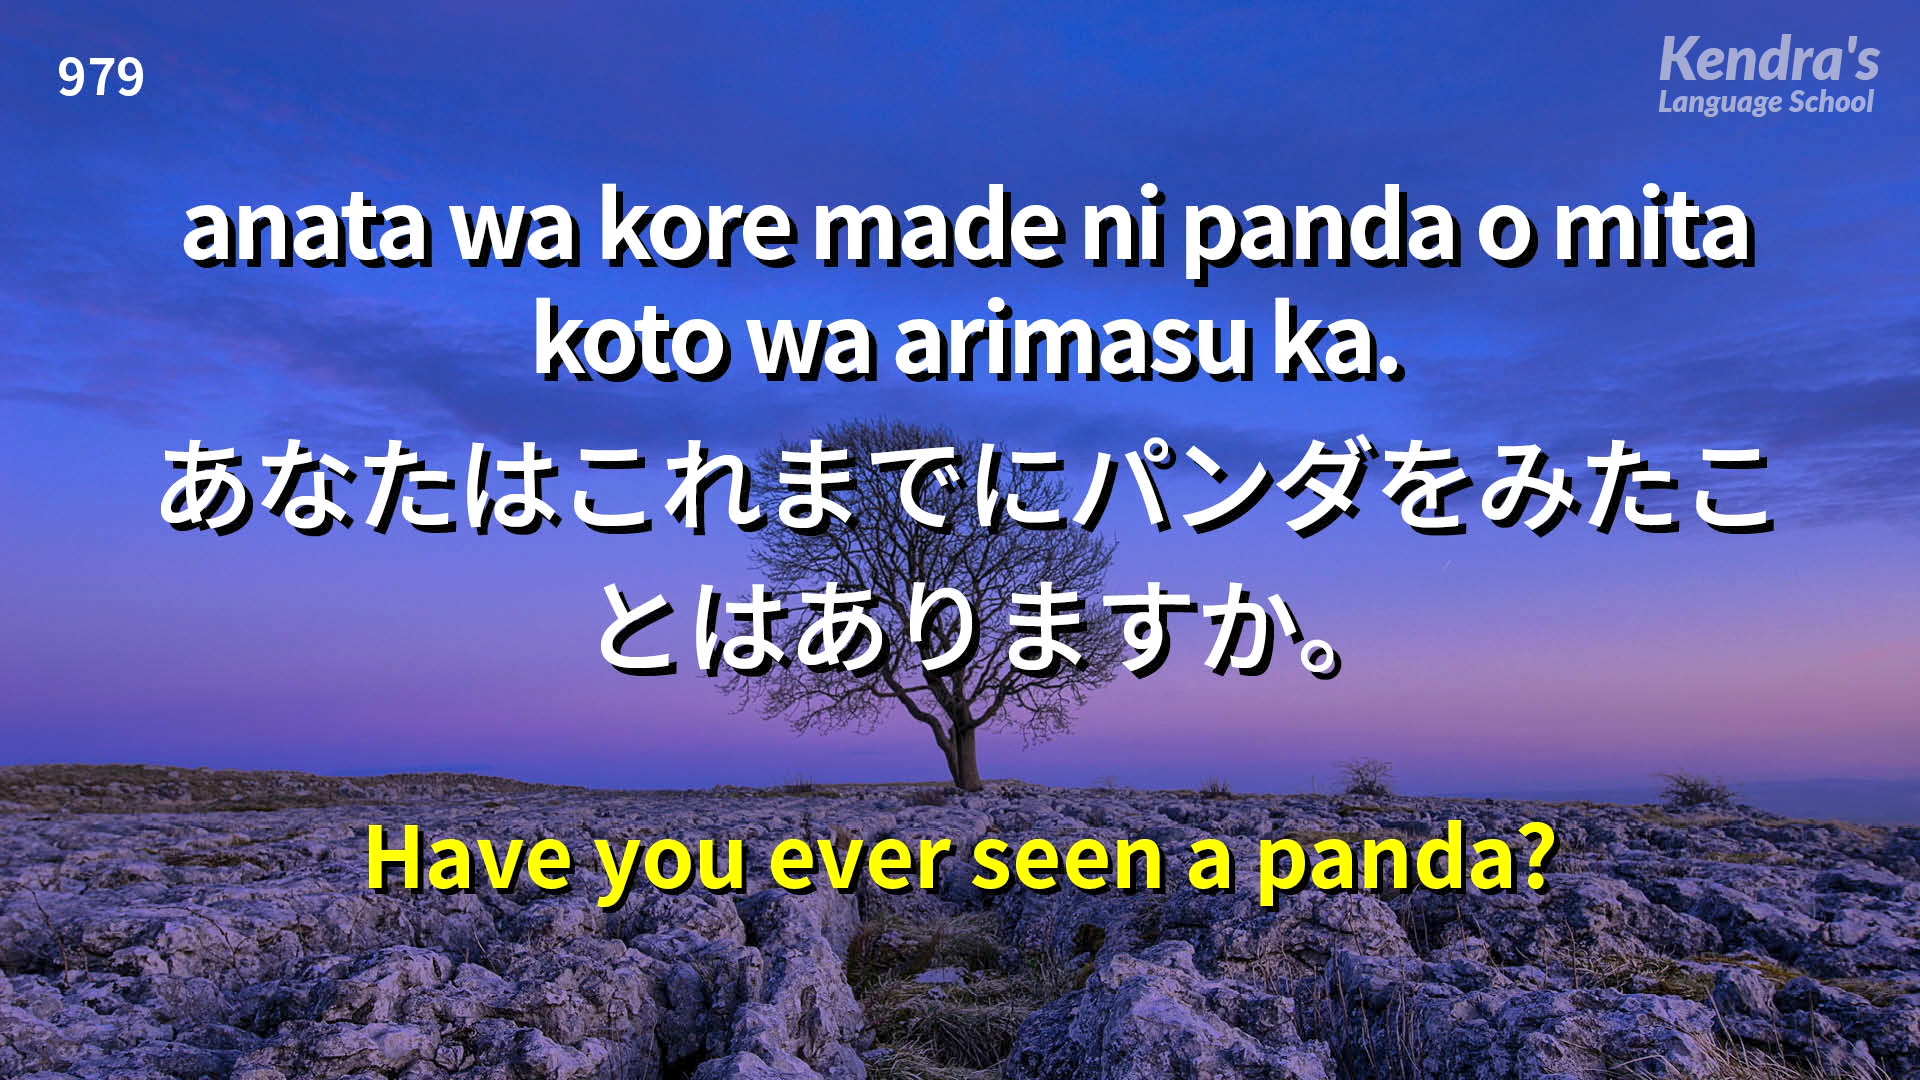 979
Kendra's
Language School
anata wa kore made ni panda o mita
koto wa arimasu ka.
あなたはこれまでにパンダをみたこ
とはありますか。
Have you ever seen a panda?